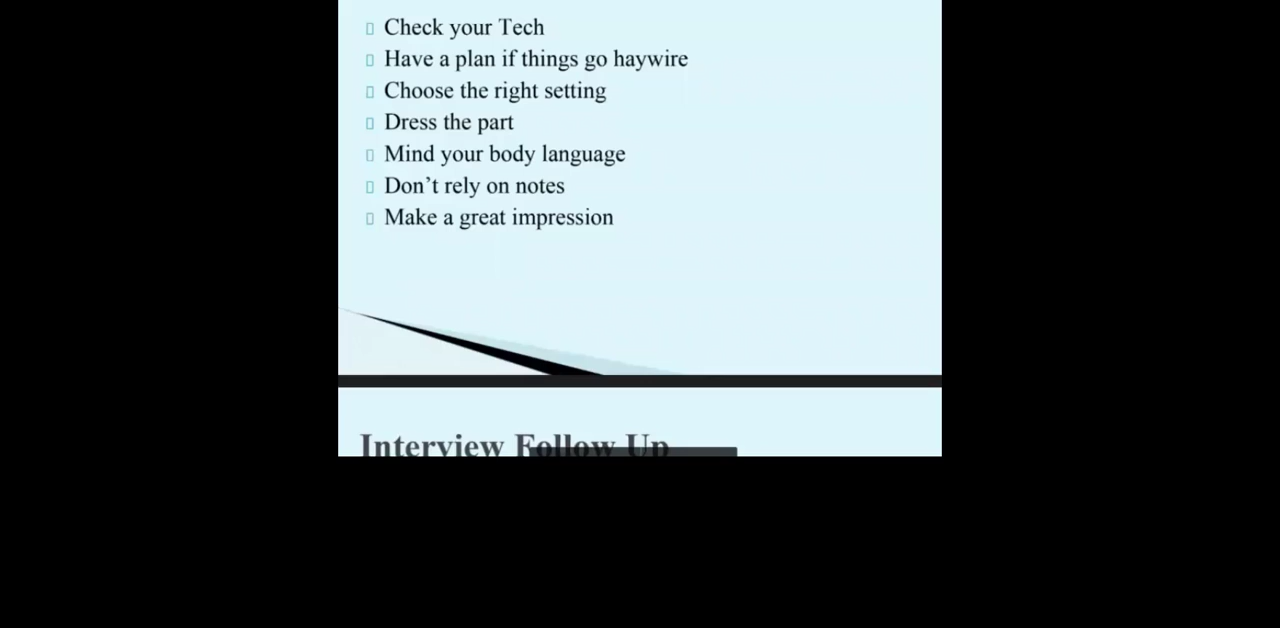 Check your Tech
Have a plan if things go haywire
Choose the right setting
Dress the part
Mind your body language
Don’t rely on notes
Make a great impression
Interview Follow Up